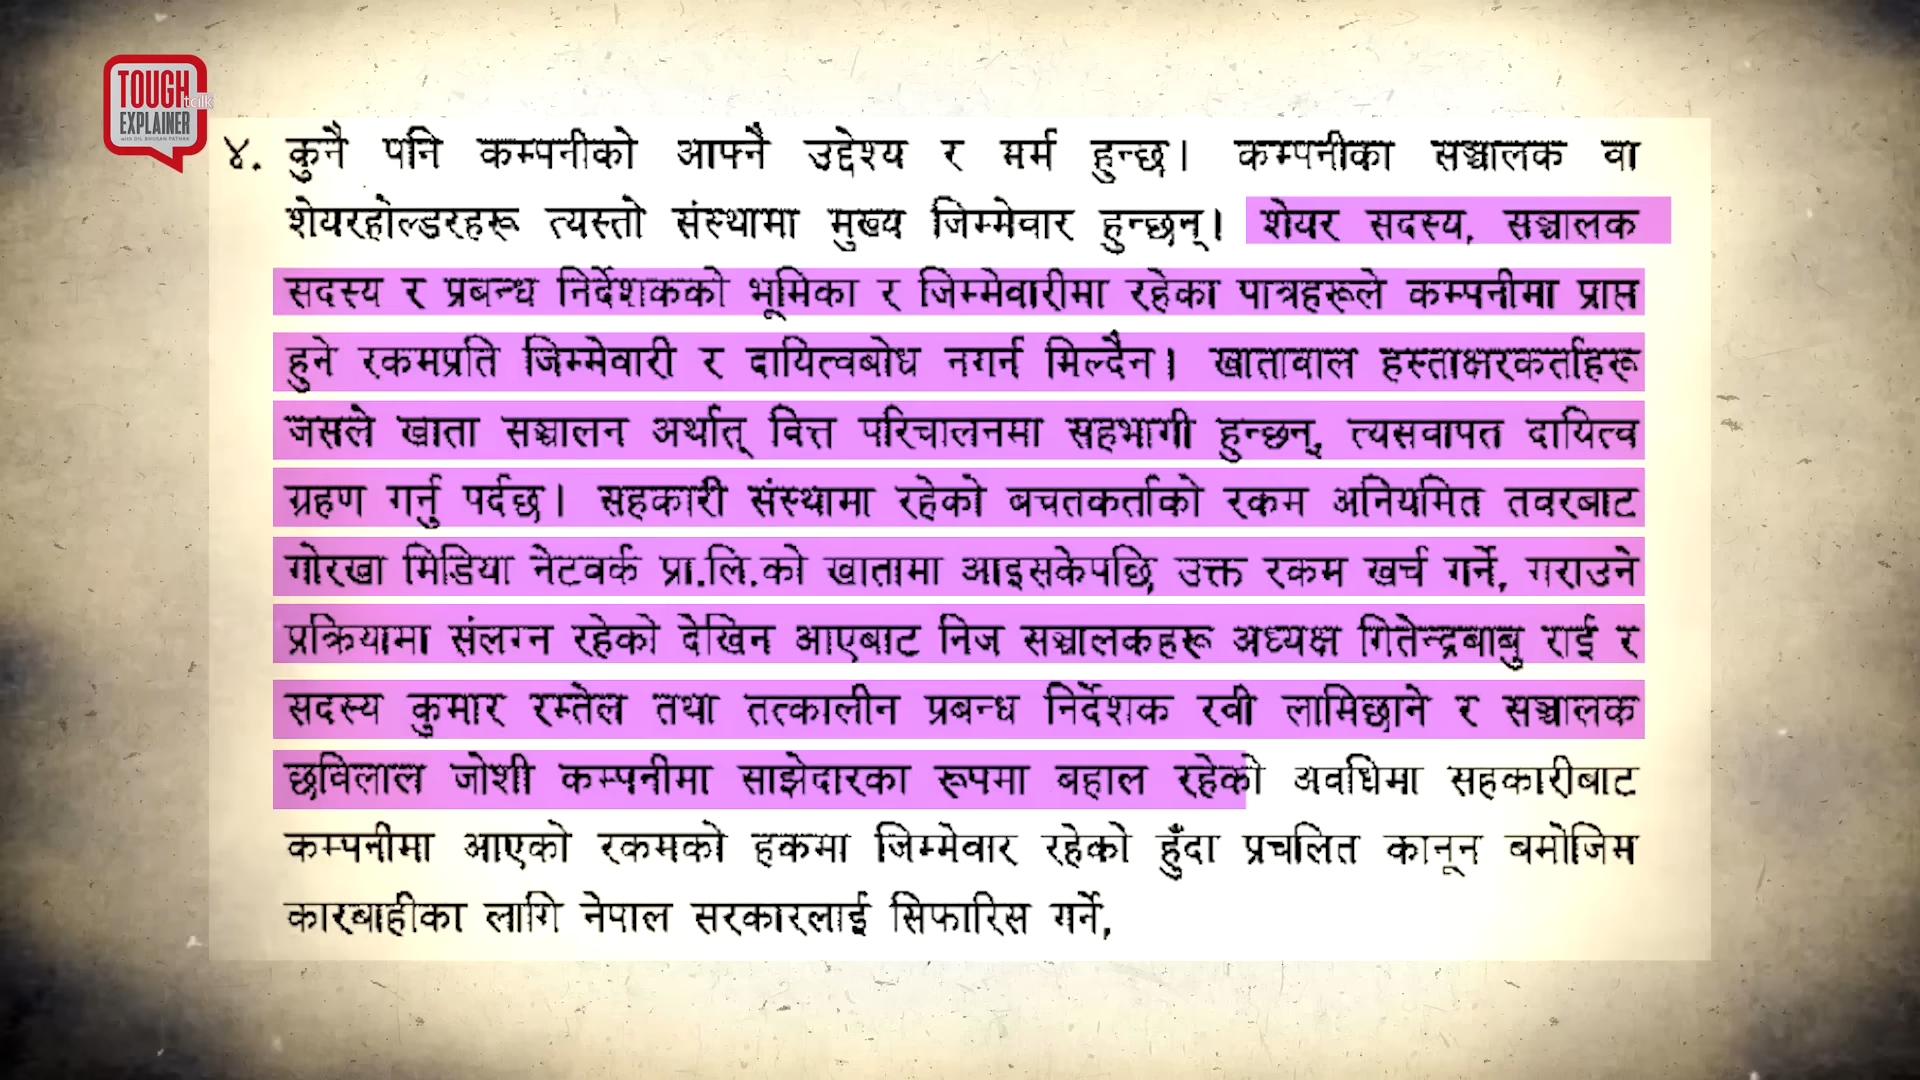 TOUGH
talk
EXPLAINER
४. कुनै पनि कम्पनीको आफ्नै उद्देश्य र मर्म हुन्छ। कम्पनीका सञ्चालक वा
शेयरहोल्डरहरू त्यस्तो संस्थामा मुख्य जिम्मेवार हुन्छन्। शेयर सदस्य, सञ्चालक
सदस्य र प्रबन्ध निर्देशकको भूमिका र जिम्मेवारीमा रहेका पात्रहरूले कम्पनीमा प्राप्त
हुने रकमप्रति जिम्मेवारी र दायित्वबोध नगर्न मिल्दैन। खातावाल हस्ताक्षरकर्ताहरू
जसले खाता सञ्चालन अर्थात् वित्त परिचालनमा सहभागी हुन्छन्, त्यसवापत दायित्व
ग्रहण गर्नु पर्दछ। सहकारी संस्थामा रहेको बचतकर्ताको रकम अनियमित तवरबाट
गोरखा मिडिया नेटवर्क प्रा.लि.को खातामा आइसकेपछि, उक्त रकम खर्च गर्ने, गराउने
प्रक्रियामा संलग्न रहेको देखिन आएबाट निज सञ्चालकहरू अध्यक्ष गितेन्द्रबाबु राई र
सदस्य कुमार रम्तेल तथा तत्कालीन प्रबन्ध निर्देशक रवी लामिछाने र सञ्चालक
छविलाल जोशी कम्पनीमा साझेदारका रूपमा बहाल रहेको अवधिमा सहकारीबाट
कम्पनीमा आएको रकमको हकमा जिम्मेवार रहेको हुँदा प्रचलित कानून बमोजिम
कारबाहीका लागि नेपाल सरकारलाई सिफारिस गर्ने,